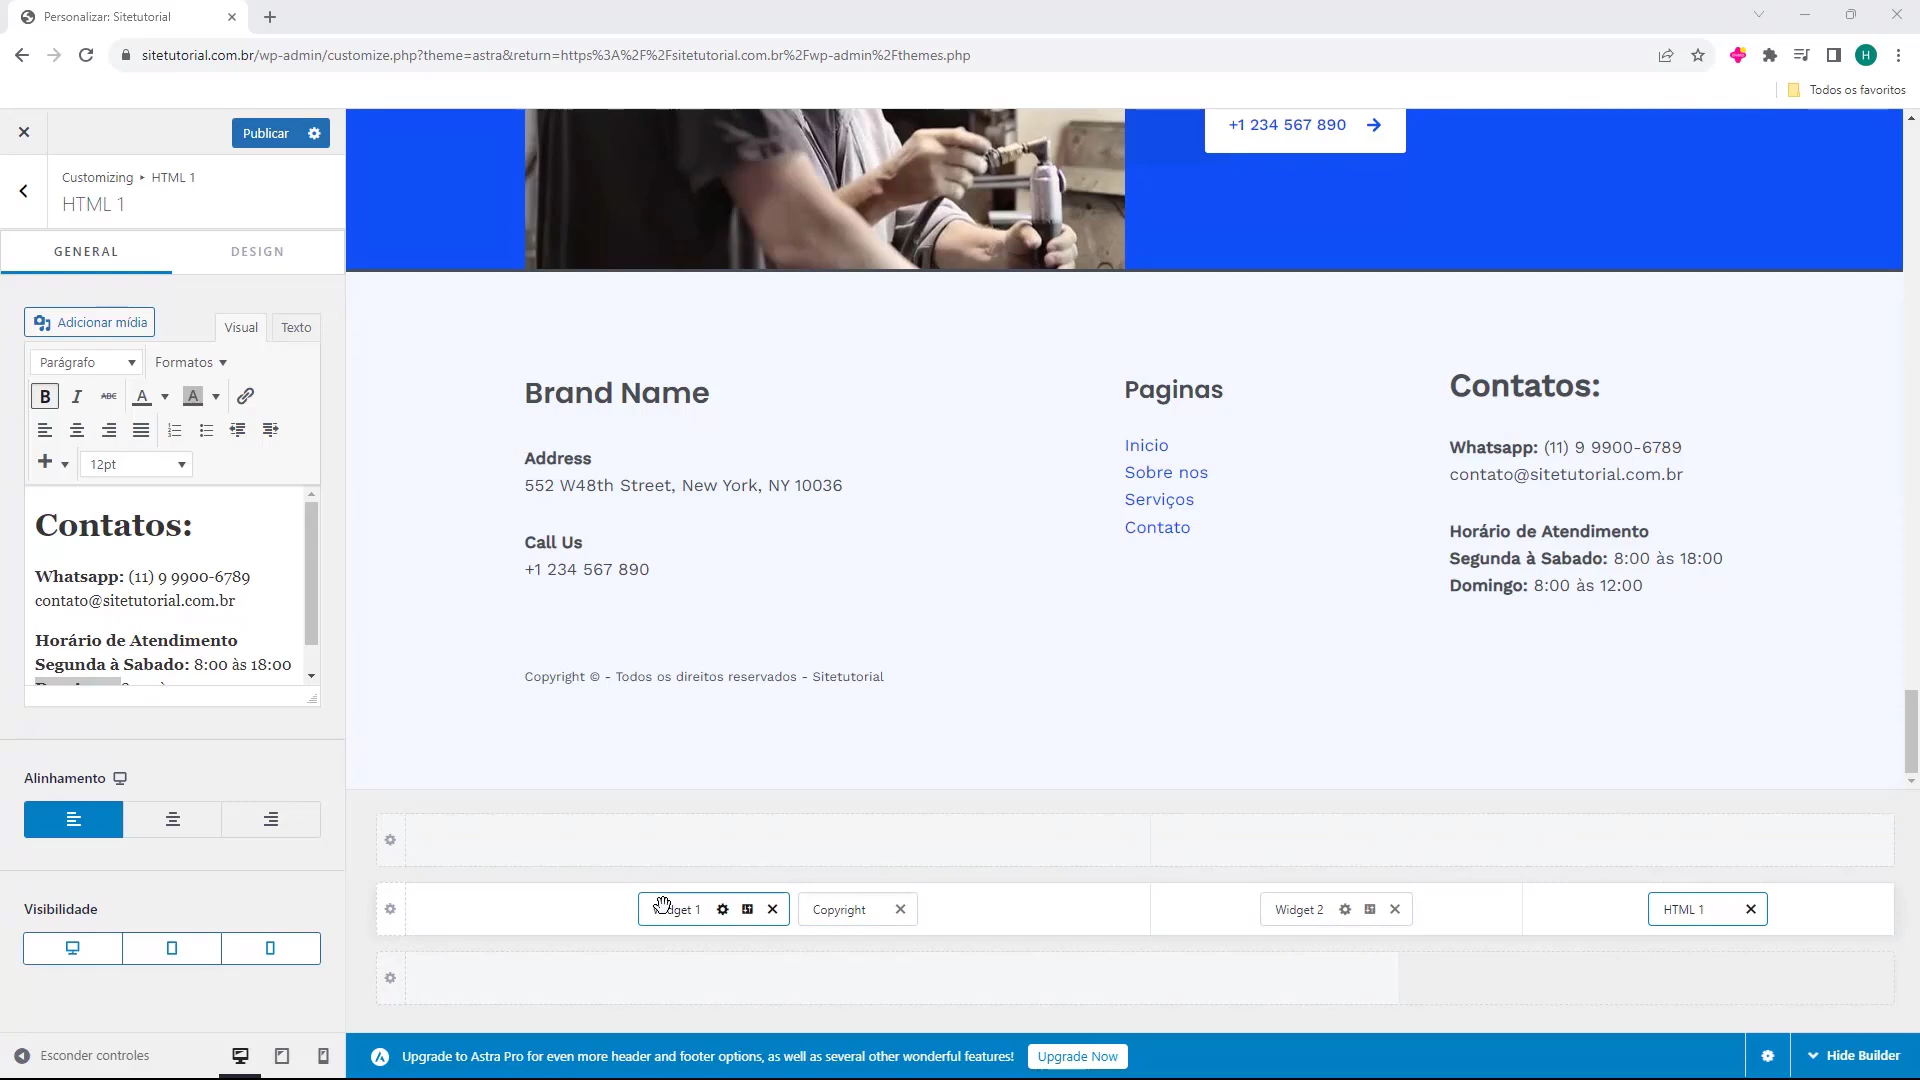 Personalizar: Sitetutorial
sitetutorial.com.br/wp-admin/customize.php?theme=astra&return=https%3A%2F%2Fsitetutorial.com.br%2Fwp-admin%2Fthemes.php
H
Todos os favoritos
Publicar
Customizing ▸ HTML 1
HTML 1
GENERAL
DESIGN
Adicionar mídia
Visual
Texto
Parágrafo
Formatos
B I ABC A A
12pt
Contatos:
Whatsapp: (11) 9 9900-6789
contato@sitetutorial.com.br
Horário de Atendimento
Segunda à Sabado: 8:00 às 18:00
Alinhamento
Visibilidade
Esconder controles
+1 234 567 890
Brand Name
Address
552 W48th Street, New York, NY 10036
Call Us
+1 234 567 890
Paginas
Inicio
Sobre nos
Serviços
Contato
Contatos:
Whatsapp: (11) 9 9900-6789
contato@sitetutorial.com.br
Horário de Atendimento
Segunda à Sabado: 8:00 às 18:00
Domingo: 8:00 às 12:00
Copyright © - Todos os direitos reservados - Sitetutorial
1
Copyright
Widget 2
HTML 1
Upgrade to Astra Pro for even more header and footer options, as well as several other wonderful features!
Upgrade Now
Hide Builder